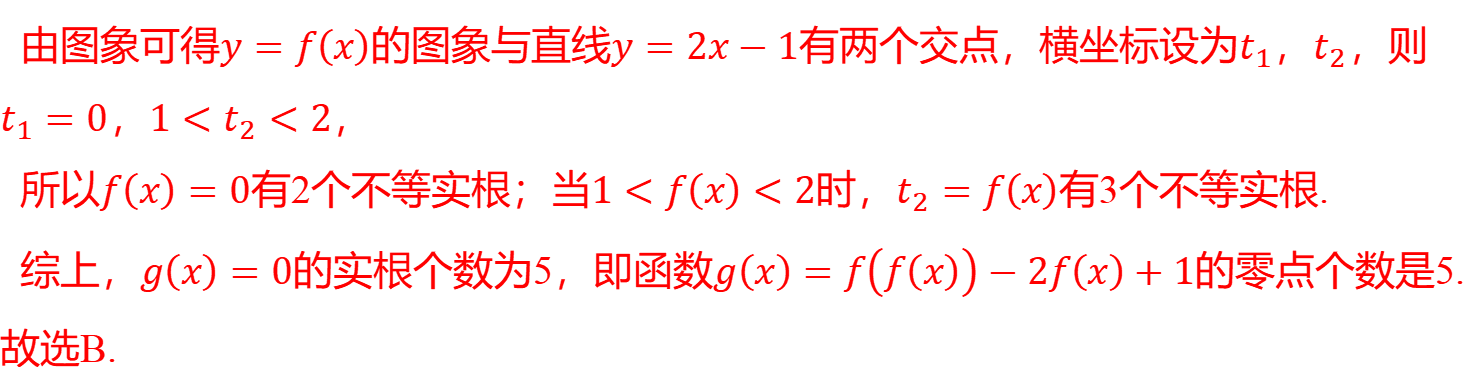 由图象可得y = f(x)的图象与直线y = 2x − 1有两个交点，横坐标设为t₁，t₂，则
t₁ = 0，1 < t₂ < 2，
所以f(x) = 0有2个不等实根；当1 < f(x) < 2时，t₂ = f(x)有3个不等实根.
综上，g(x) = 0的实根个数为5，即函数g(x) = f(f(x)) − 2f(x) + 1的零点个数是5.
故选B.